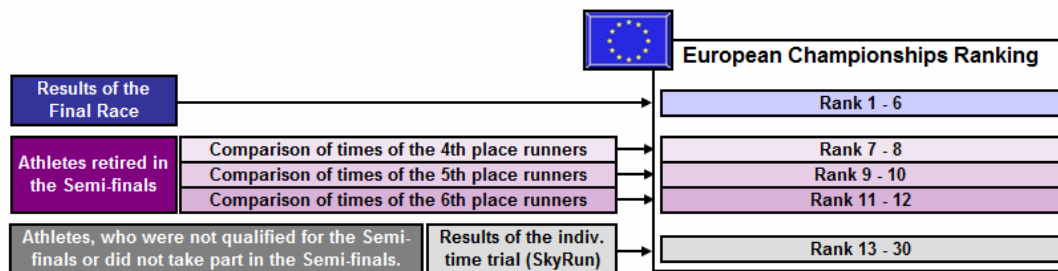 European Championships Ranking
Results of the
Final Race
Rank 1 - 6
Athletes retired in
the Semi-finals
Comparison of times of the 4th place runners
Rank 7 - 8
Comparison of times of the 5th place runners
Rank 9 - 10
Comparison of times of the 6th place runners
Rank 11 - 12
Athletes, who were not qualified for the Semi-
finals or did not take part in the Semi-finals.
Results of the indiv.
time trial (SkyRun)
Rank 13 - 30